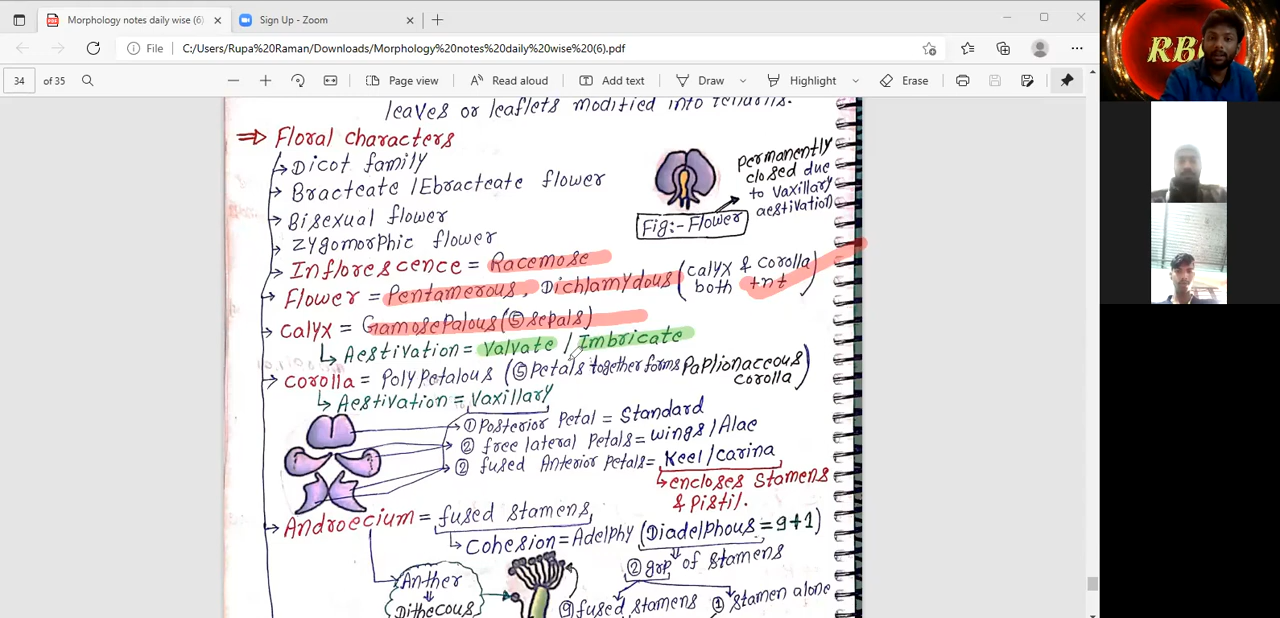 Morphology notes daily wise (6)
Sign Up - Zoom
File
C:/Users/Rupa%20Raman/Downloads/Morphology%20notes%20daily%20wise%20(6).pdf
34 of 35
Page view
Read aloud
Add text
Draw
Highlight
Erase
RB
leaves or leaflets modified into tendrils.
⇒ Floral characters
→ Dicot family
→ Bracteate / Ebracteate flower
→ Bisexual flower
→ Zygomorphic flower
permanently
closed due
to Vaxillary
aestivation
Fig:- Flower
→ Inflorescence = Racemose
→ Flower = Pentamerous, Dichlamydous (calyx & corolla
both +nt)
→ calyx = Gamosepalous (⑤ sepals)
↳ Aestivation = Valvate / Imbricate
→ corolla = Polypetalous (⑤ Petals together forms Paplionaceous
corolla)
↳ Aestivation = Vaxillary
① Posterior Petal = Standard
② free lateral Petals = wings / Alae
② fused Anterior Petals = Keel / carina
↳ encloses Stamens
& Pistil.
→ Androecium = fused stamens
↳ Cohesion = Adelphy (Diadelphous = 9+1)
② grp of stamens
Anther
Dithecous
⑨ fused stamens
① stamen alone